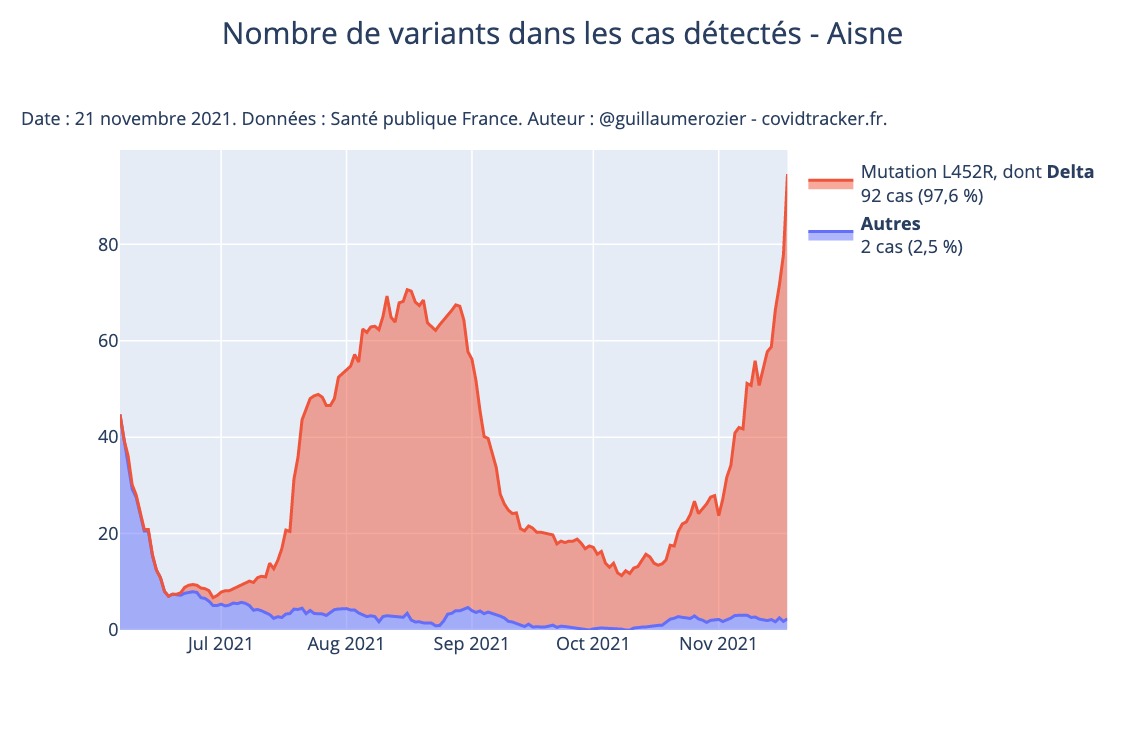 Nombre de variants dans les cas détectés - Aisne
Date : 21 novembre 2021. Données : Santé publique France. Auteur : @guillaumerozier - covidtracker.fr.
Mutation L452R, dont Delta
92 cas (97,6 %)
Autres
2 cas (2,5 %)
80
60
40
20
0
Jul 2021
Aug 2021
Sep 2021
Oct 2021
Nov 2021